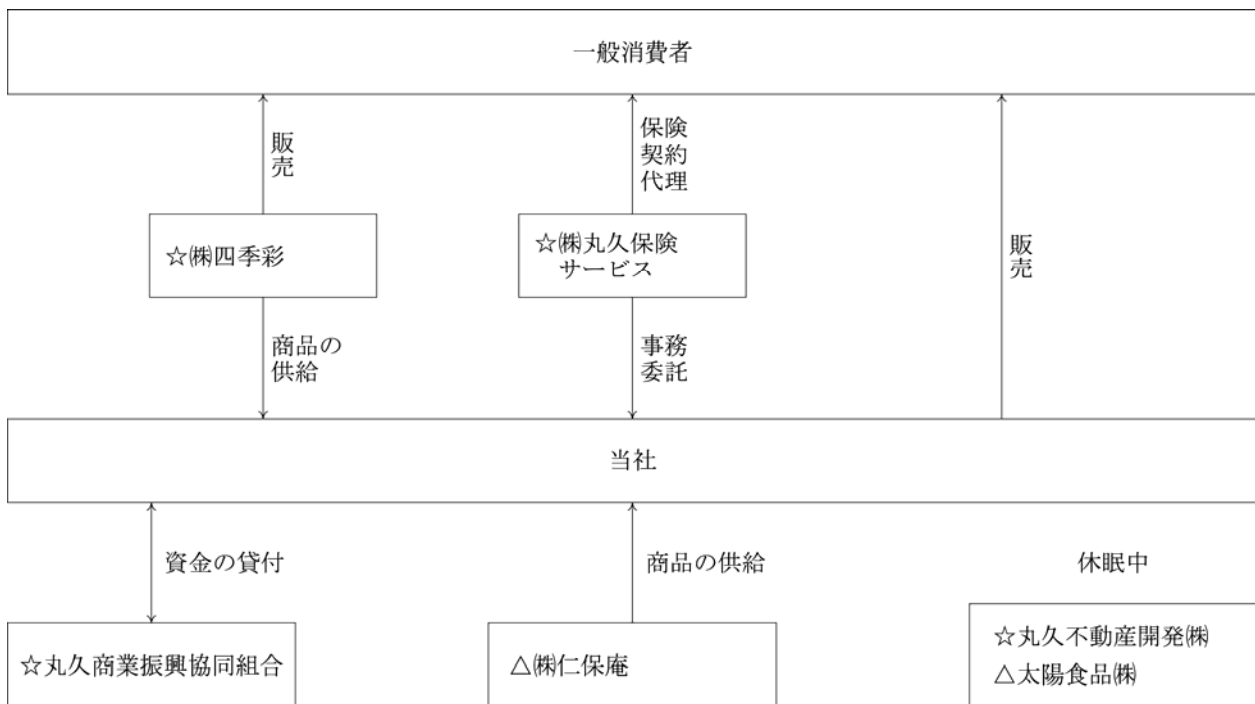 一般消費者
販売
保険
契約
代理
☆㈱四季彩
☆㈱丸久保険
サービス
販売
商品の
供給
事務
委託
当社
資金の貸付
商品の供給
休眠中
☆丸久商業振興協同組合
△㈱仁保庵
☆丸久不動産開発㈱
△太陽食品㈱